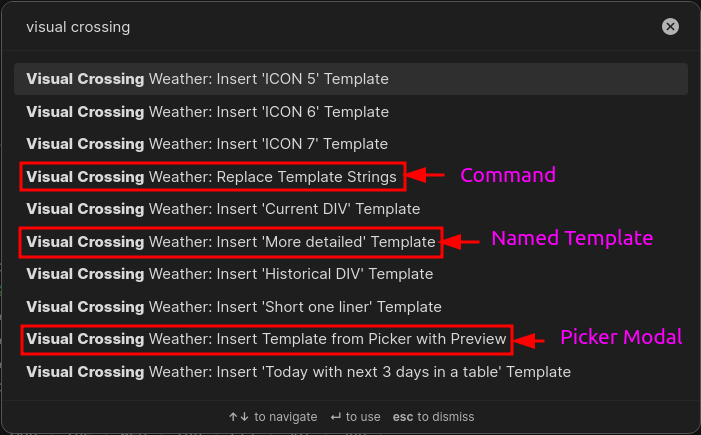 visual crossing
Visual Crossing Weather: Insert 'ICON 5' Template
Visual Crossing Weather: Insert 'ICON 6' Template
Visual Crossing Weather: Insert 'ICON 7' Template
Visual Crossing Weather: Replace Template Strings Command
Visual Crossing Weather: Insert 'Current DIV' Template
Visual Crossing Weather: Insert 'More detailed' Template Named Template
Visual Crossing Weather: Insert 'Historical DIV' Template
Visual Crossing Weather: Insert 'Short one liner' Template
Visual Crossing Weather: Insert Template from Picker with Preview Picker Modal
Visual Crossing Weather: Insert 'Today with next 3 days in a table' Template
↑↓ to navigate ↵ to use esc to dismiss